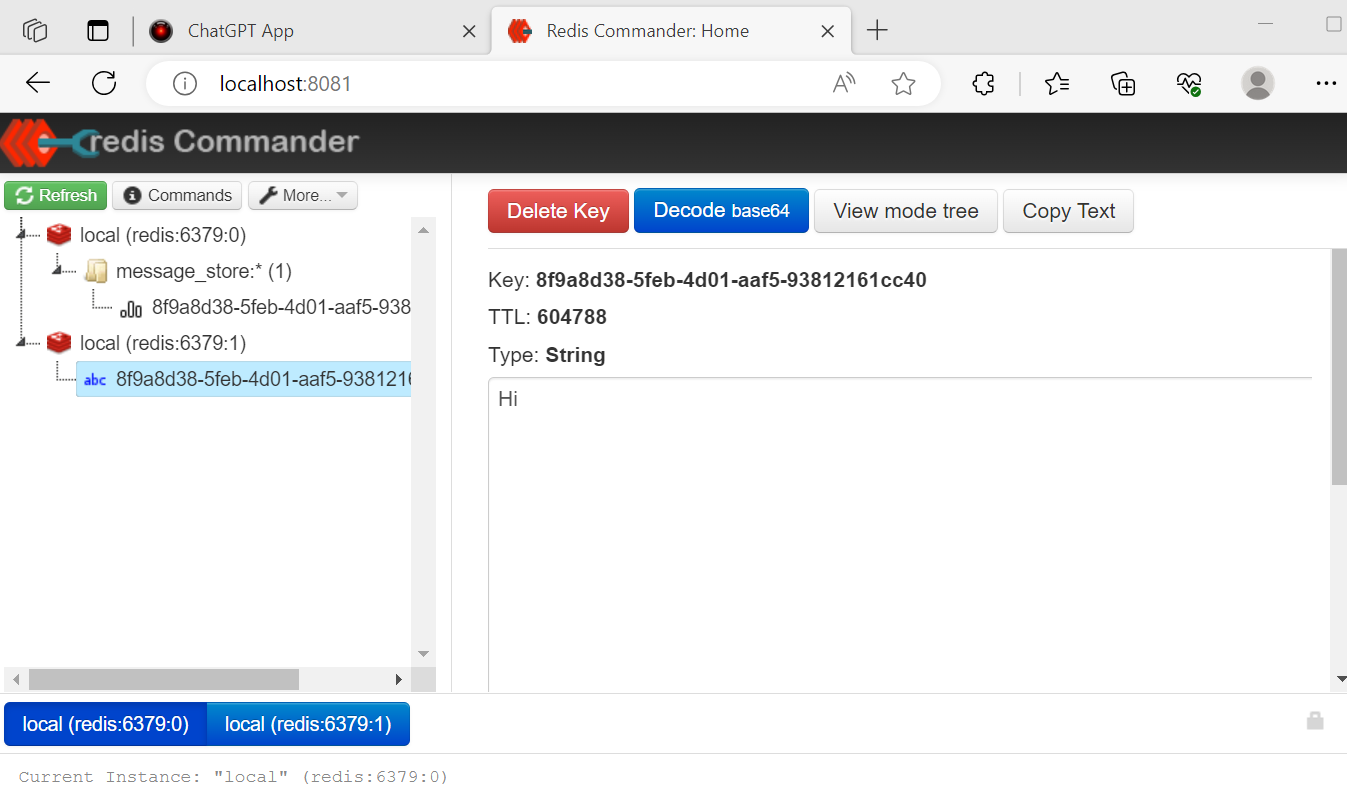 ChatGPT App
Redis Commander: Home
localhost:8081
redis Commander
Refresh
Commands
More...
local (redis:6379:0)
message_store:* (1)
8f9a8d38-5feb-4d01-aaf5-938
local (redis:6379:1)
abc 8f9a8d38-5feb-4d01-aaf5-9381216
Delete Key
Decode base64
View mode tree
Copy Text
Key: 8f9a8d38-5feb-4d01-aaf5-93812161cc40
TTL: 604788
Type: String
Hi
local (redis:6379:0)
local (redis:6379:1)
Current Instance: "local" (redis:6379:0)